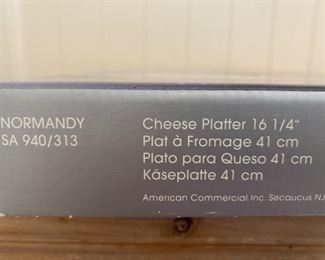 NORMANDY
SA 940/313
Cheese Platter 16 1/4"
Plat à Fromage 41 cm
Plato para Queso 41 cm
Käseplatte 41 cm
American Commercial Inc. Secaucus N.J